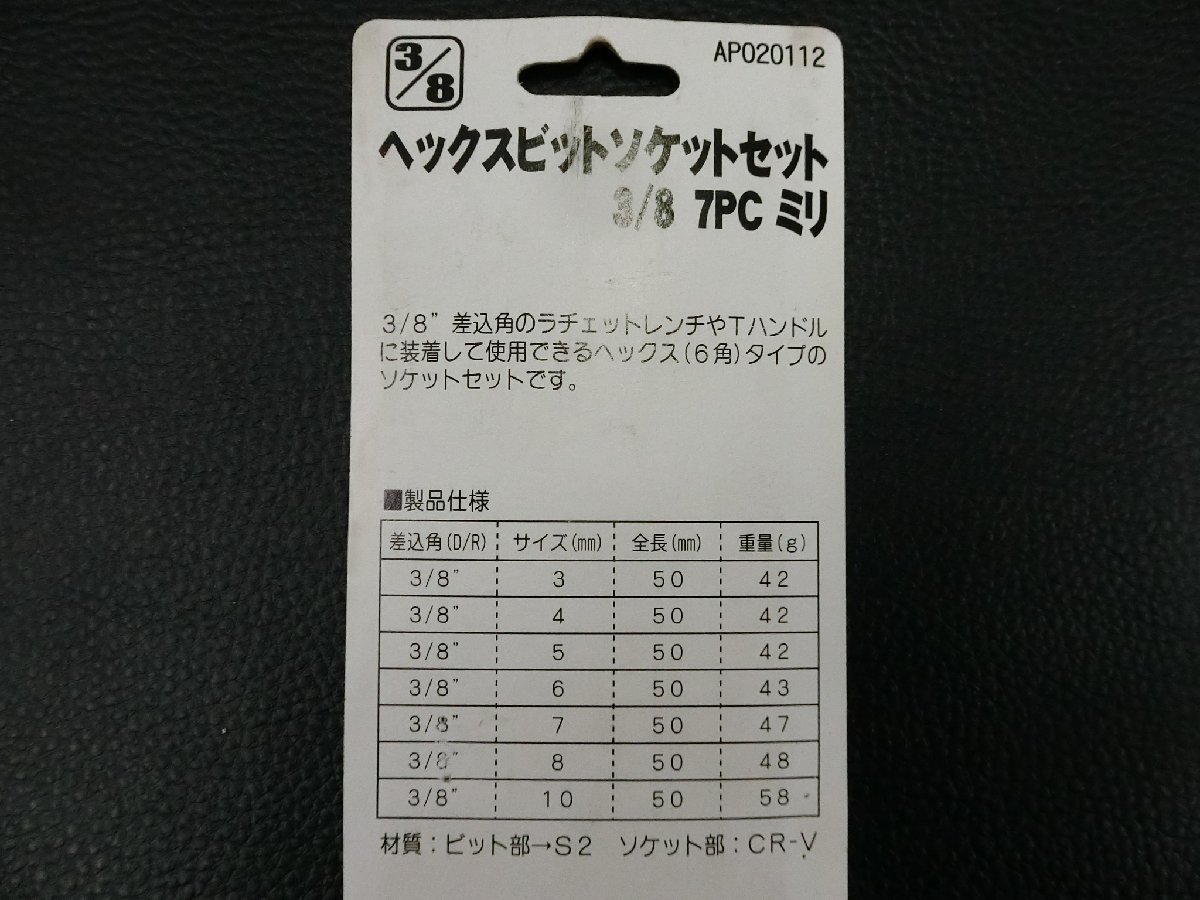 3/8
AP020112
ヘックスビットソケットセット
3/8 7PC ミリ
3/8” 差込角のラチェットレンチやTハンドル
に装着して使用できるヘックス(6角)タイプの
ソケットセットです。
■製品仕様
差込角(D/R) サイズ(mm) 全長(mm) 重量(g)
3/8” 3 50 42
3/8” 4 50 42
3/8” 5 50 42
3/8” 6 50 43
3/8” 7 50 47
3/8” 8 50 48
3/8” 10 50 58
材質:ビット部→S2 ソケット部:CR-V